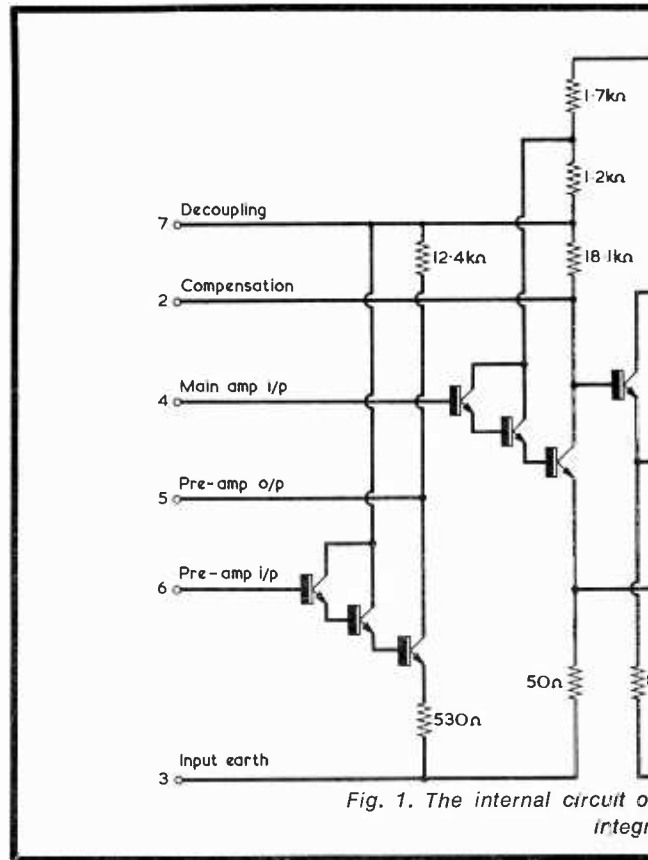 1·7kΩ
1·2kΩ
7 Decoupling
12·4kΩ
18·1kΩ
2 Compensation
4 Main amp i/p
5 Pre-amp o/p
6 Pre-amp i/p
50Ω
530Ω
3 Input earth
Fig. 1. The internal circuit o
integr